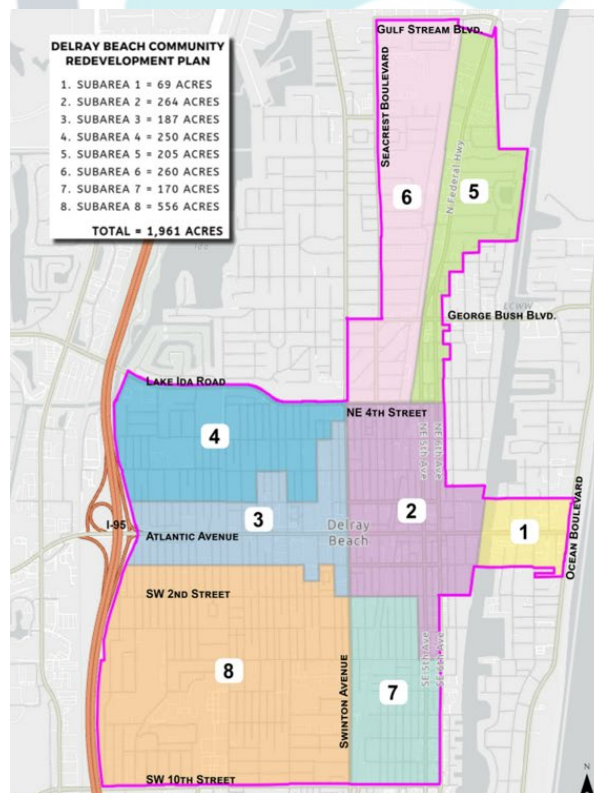 GULF STREAM BLVD.
DELRAY BEACH COMMUNITY
REDEVELOPMENT PLAN
1. SUBAREA 1 = 69 ACRES
2. SUBAREA 2 = 264 ACRES
3. SUBAREA 3 = 187 ACRES
4. SUBAREA 4 = 250 ACRES
5. SUBAREA 5 = 205 ACRES
6. SUBAREA 6 = 260 ACRES
7. SUBAREA 7 = 170 ACRES
8. SUBAREA 8 = 556 ACRES
TOTAL = 1,961 ACRES
SEACREST BOULEVARD
N Federal Hwy
6
5
ICWW
GEORGE BUSH BLVD.
LAKE IDA ROAD
NE 4TH STREET
NE 5th Ave
NE 6th Ave
4
3
2
1
I-95
ATLANTIC AVENUE
Delray
Beach
OCEAN BOULEVARD
SW 2ND STREET
SE 5th Ave
SE 6th Ave
8
7
SWINTON AVENUE
SW 10TH STREET
N